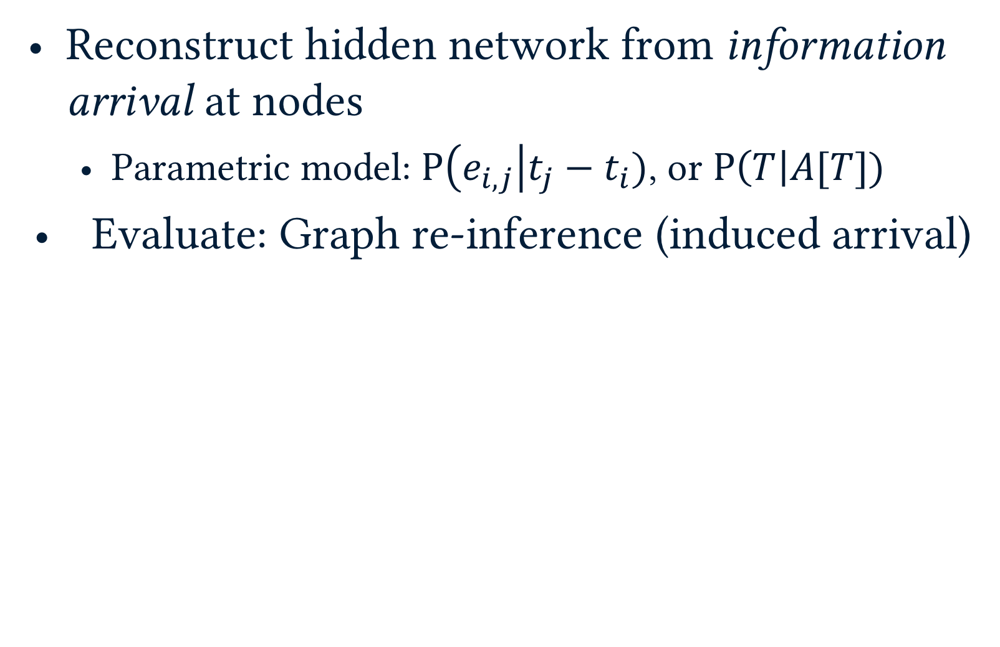 • Reconstruct hidden network from information
arrival at nodes
• Parametric model: P(e_{i,j}|t_j − t_i), or P(T|A[T])
• Evaluate: Graph re-inference (induced arrival)